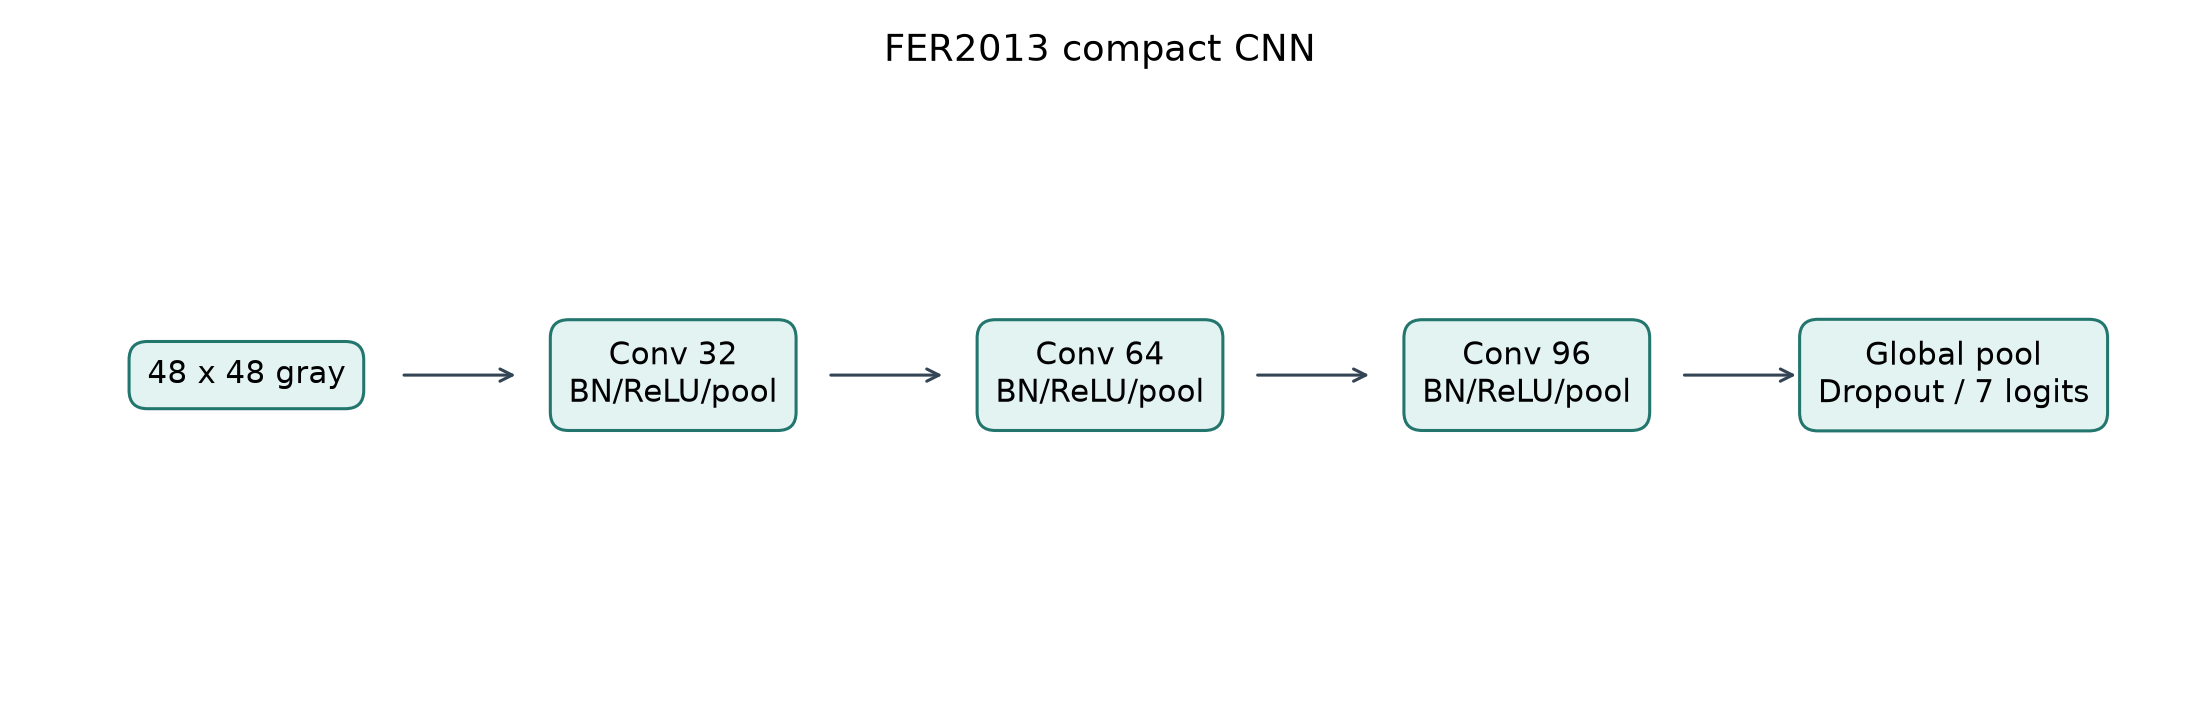 FER2013 compact CNN
48 x 48 gray
Conv 32
BN/ReLU/pool
Conv 64
BN/ReLU/pool
Conv 96
BN/ReLU/pool
Global pool
Dropout / 7 logits